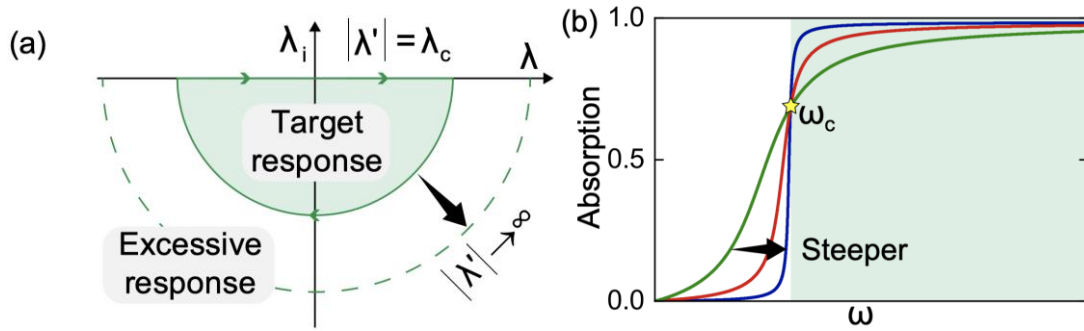 (a)
λi
|λ'| = λc
λ
Target
response
Excessive
response
|λ'|→∞
(b)
Absorption
1.0
0.5
0.0
ωc
Steeper
ω